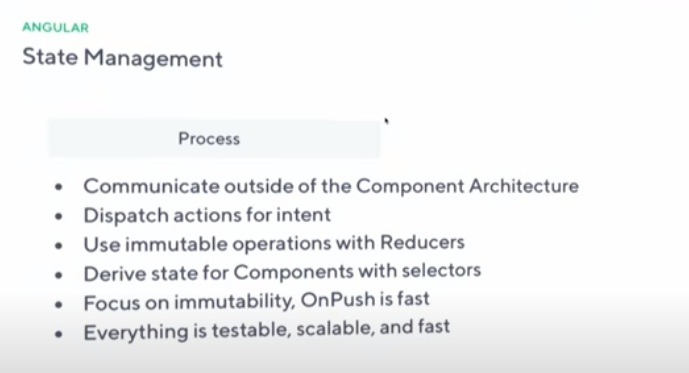 ANGULAR
State Management
Process
• Communicate outside of the Component Architecture
• Dispatch actions for intent
• Use immutable operations with Reducers
• Derive state for Components with selectors
• Focus on immutability, OnPush is fast
• Everything is testable, scalable, and fast